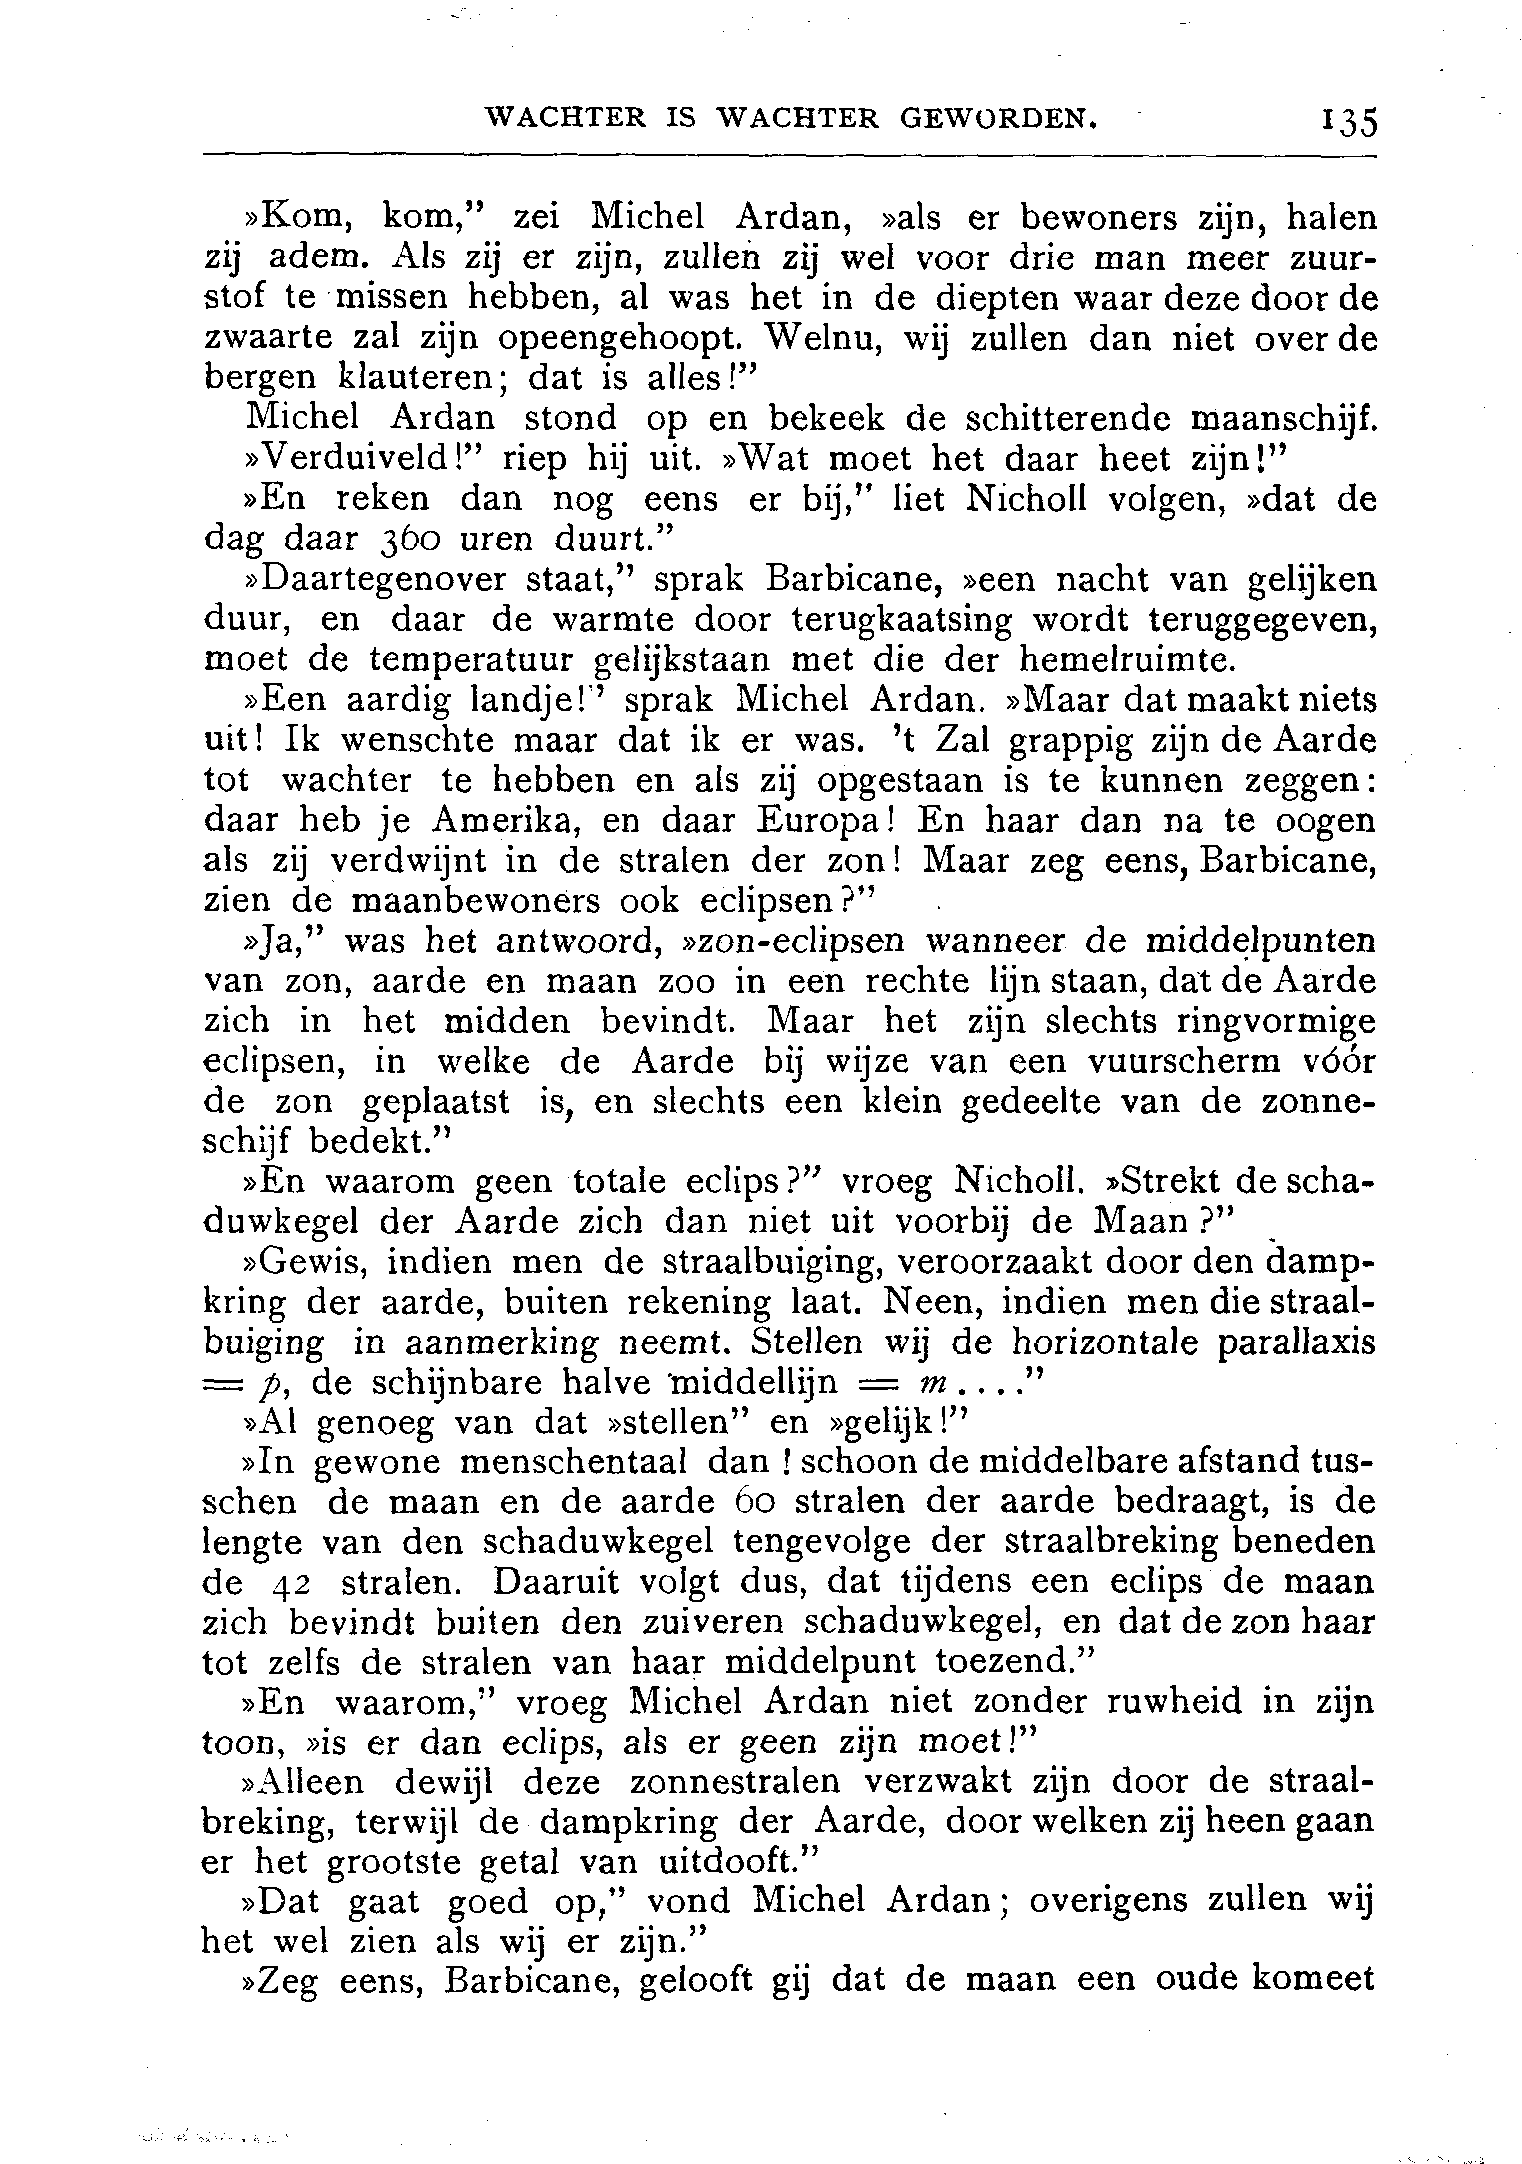 WACHTER IS WACHTER GEWORDEN. 135
»Kom, kom,” zei Michel Ardan, »als er bewoners zijn, halen
zij adem. Als zij er zijn, zullen zij wel voor drie man meer zuur-
stof te missen hebben, al was het in de diepten waar deze door de
zwaarte zal zijn opeengehoopt. Welnu, wij zullen dan niet over de
bergen klauteren; dat is alles!”
Michel Ardan stond op en bekeek de schitterende maanschijf.
»Verduiveld!” riep hij uit. »Wat moet het daar heet zijn!”
»En reken dan nog eens er bij,” liet Nicholl volgen, »dat de
dag daar 360 uren duurt.”
»Daartegenover staat,” sprak Barbicane, »een nacht van gelijken
duur, en daar de warmte door terugkaatsing wordt teruggegeven,
moet de temperatuur gelijkstaan met die der hemelruimte.
»Een aardig landje!” sprak Michel Ardan. »Maar dat maakt niets
uit! Ik wenschte maar dat ik er was. ’t Zal grappig zijn de Aarde
tot wachter te hebben en als zij opgestaan is te kunnen zeggen:
daar heb je Amerika, en daar Europa! En haar dan na te oogen
als zij verdwijnt in de stralen der zon! Maar zeg eens, Barbicane,
zien de maanbewoners ook eclipsen?”
»Ja,” was het antwoord, »zon-eclipsen wanneer de middelpunten
van zon, aarde en maan zoo in een rechte lijn staan, dat de Aarde
zich in het midden bevindt. Maar het zijn slechts ringvormige
eclipsen, in welke de Aarde bij wijze van een vuurscherm vóór
de zon geplaatst is, en slechts een klein gedeelte van de zonne-
schijf bedekt.”
»En waarom geen totale eclips?” vroeg Nicholl. »Strekt de scha-
duwkegel der Aarde zich dan niet uit voorbij de Maan?”
»Gewis, indien men de straalbuiging, veroorzaakt door den damp-
kring der aarde, buiten rekening laat. Neen, indien men die straal-
buiging in aanmerking neemt. Stellen wij de horizontale parallaxis
= p, de schijnbare halve middellijn = m....”
»Al genoeg van dat »stellen” en »gelijk!”
»In gewone menschentaal dan! schoon de middelbare afstand tus-
schen de maan en de aarde 60 stralen der aarde bedraagt, is de
lengte van den schaduwkegel tengevolge der straalbreking beneden
de 42 stralen. Daaruit volgt dus, dat tijdens een eclips de maan
zich bevindt buiten den zuiveren schaduwkegel, en dat de zon haar
tot zelfs de stralen van haar middelpunt toezend.”
»En waarom,” vroeg Michel Ardan niet zonder ruwheid in zijn
toon, »is er dan eclips, als er geen zijn moet!”
»Alleen dewijl deze zonnestralen verzwakt zijn door de straal-
breking, terwijl de dampkring der Aarde, door welken zij heen gaan
er het grootste getal van uitdooft.”
»Dat gaat goed op,” vond Michel Ardan; overigens zullen wij
het wel zien als wij er zijn.”
»Zeg eens, Barbicane, gelooft gij dat de maan een oude komeet